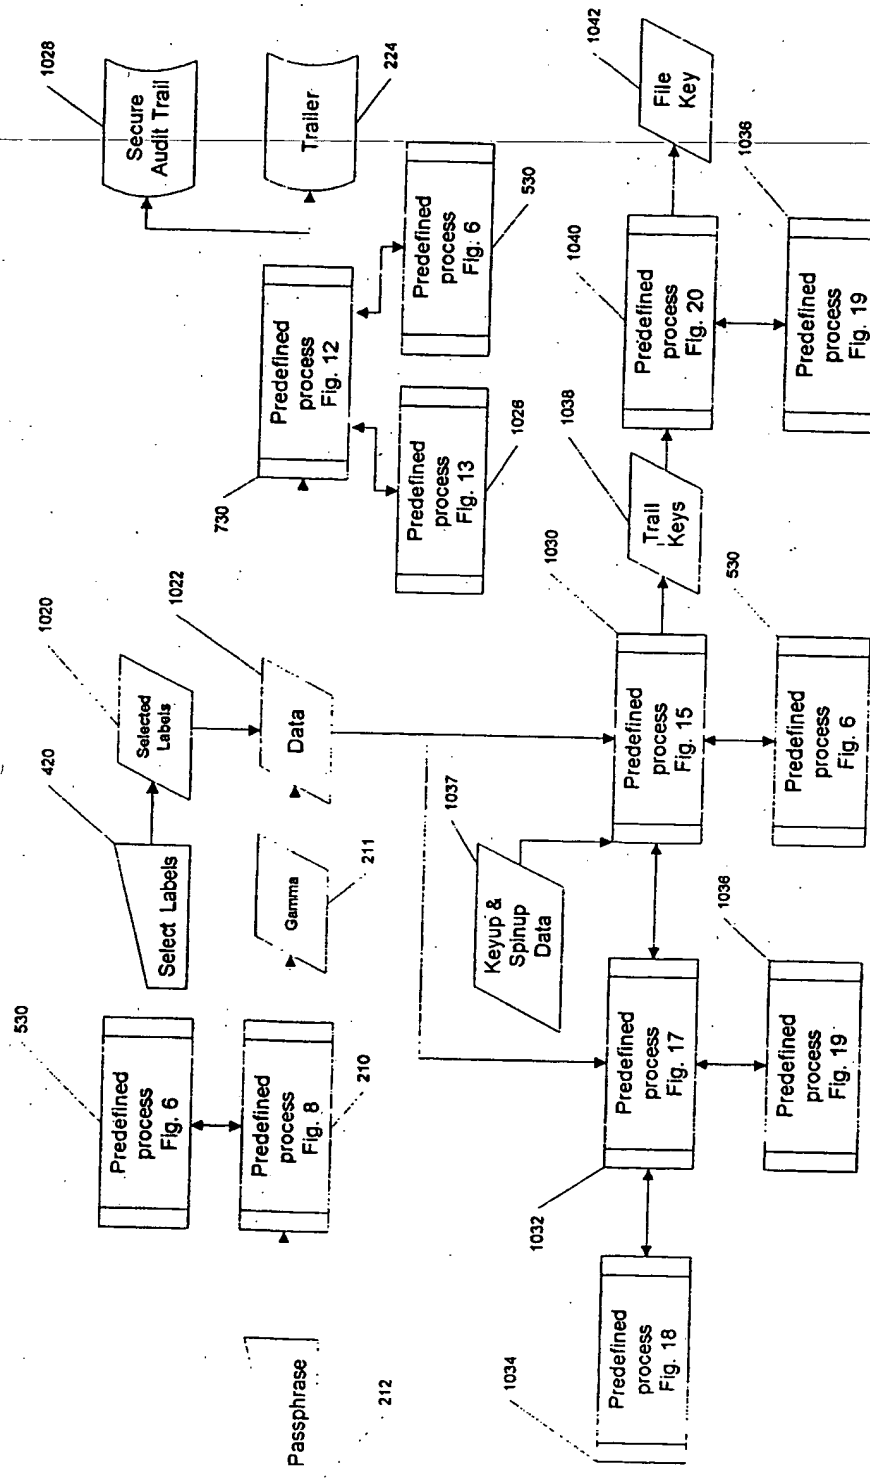 530
Predefined
process
Fig. 6
420
Select Labels
1020
Selected
Labels
1028
Secure
Audit Trail
Passphrase
212
Predefined
process
Fig. 8
210
Gamma
211
Data
1022
730
Predefined
process
Fig. 12
Trailer
224
Predefined
process
Fig. 13
1026
Predefined
process
Fig. 6
530
1037
Keyup &
Spinup
Data
1034
Predefined
process
Fig. 18
1032
Predefined
process
Fig. 17
1030
Predefined
process
Fig. 15
1038
Trail
Keys
1040
Predefined
process
Fig. 20
1042
File
Key
1036
Predefined
process
Fig. 19
530
Predefined
process
Fig. 6
1036
Predefined
process
Fig. 19